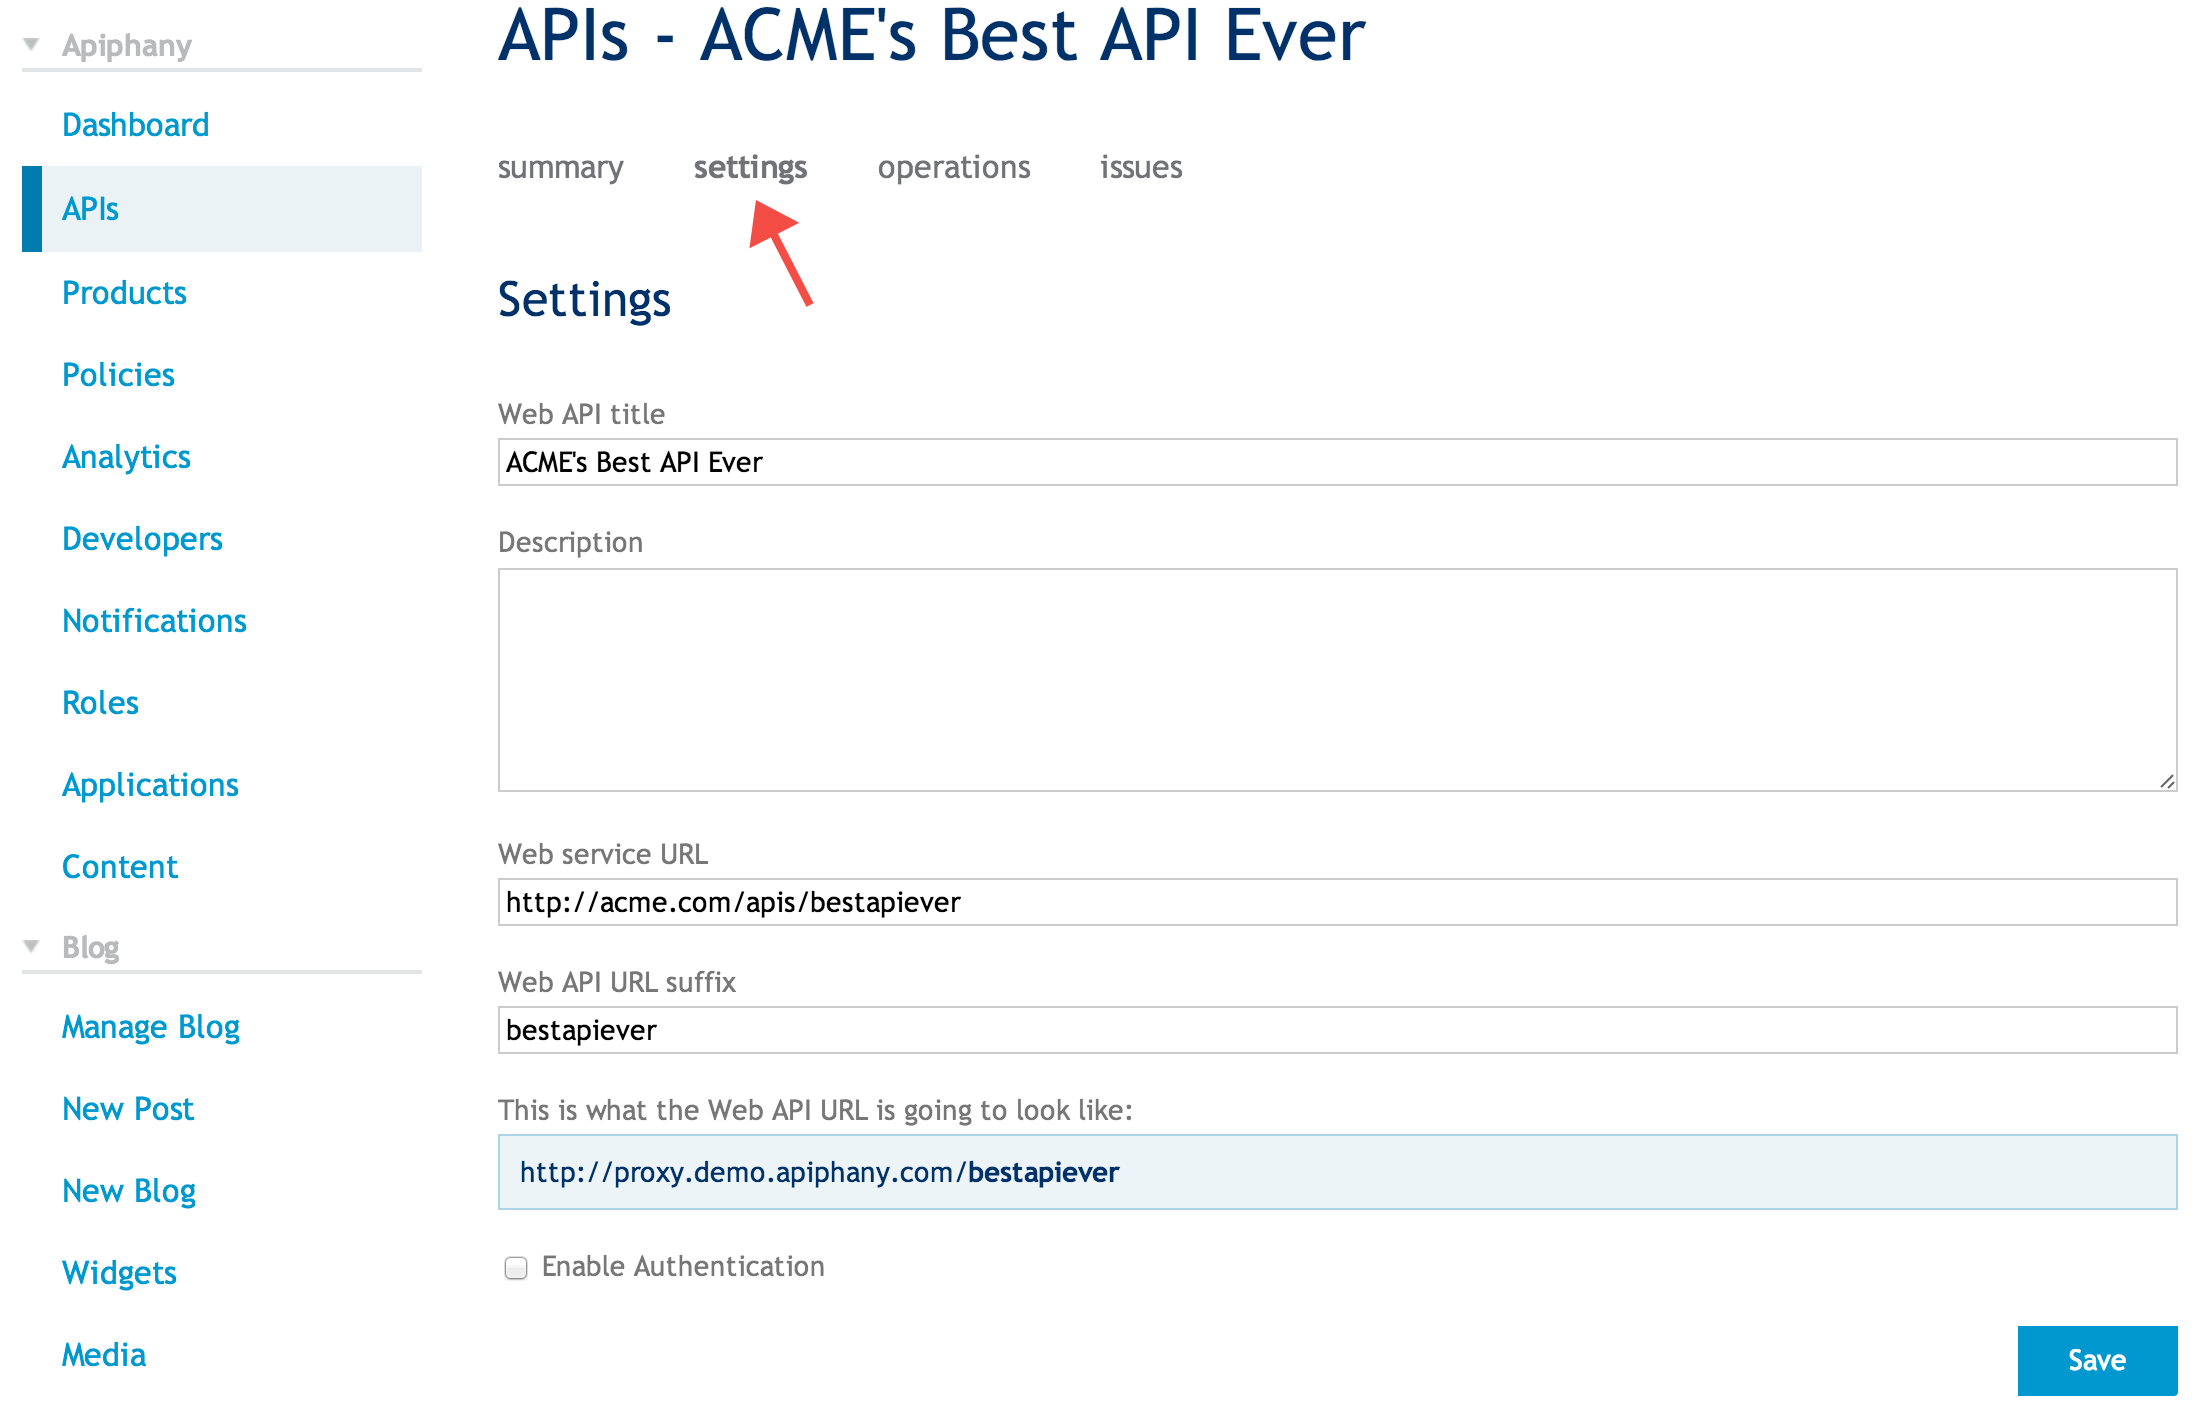 Apiphany
Dashboard
APIs
Products
Policies
Analytics
Developers
Notifications
Roles
Applications
Content
Blog
Manage Blog
New Post
New Blog
Widgets
Media
APIs - ACME's Best API Ever
summary settings operations issues
Settings
Web API title
ACME's Best API Ever
Description
Web service URL
http://acme.com/apis/bestapiever
Web API URL suffix
bestapiever
This is what the Web API URL is going to look like:
http://proxy.demo.apiphany.com/bestapiever
Enable Authentication
Save